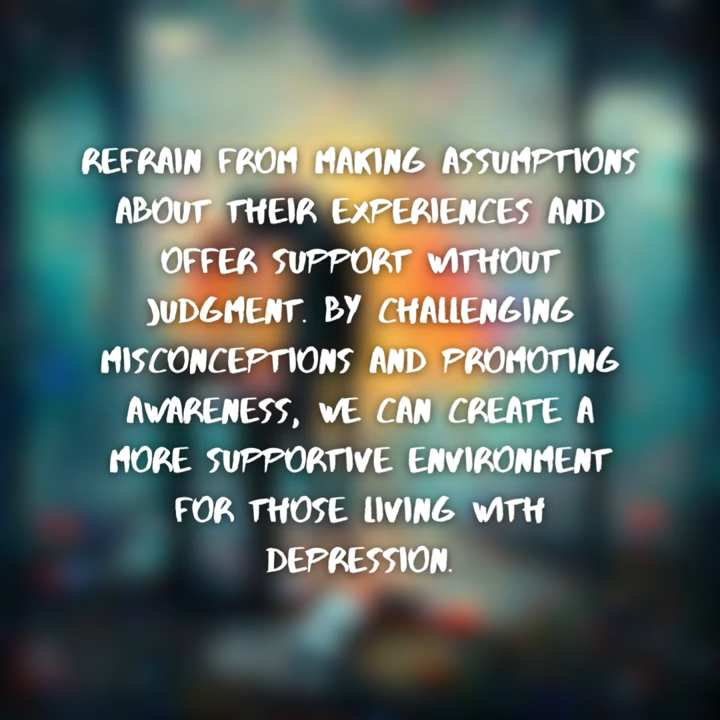 REFRAIN FROM MAKING ASSUMPTIONS
ABOUT THEIR EXPERIENCES AND
OFFER SUPPORT WITHOUT
JUDGMENT. BY CHALLENGING
MISCONCEPTIONS AND PROMOTING
AWARENESS, WE CAN CREATE A
MORE SUPPORTIVE ENVIRONMENT
FOR THOSE LIVING WITH
DEPRESSION.